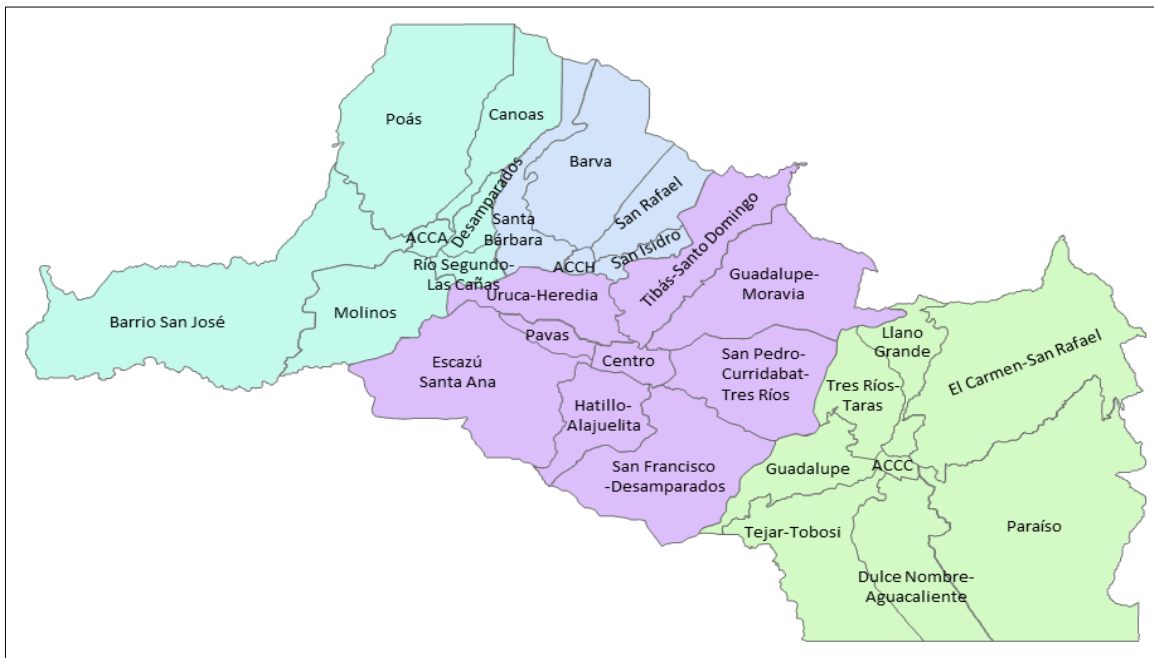 Poás
Canoas
Barva
Desamparados
San Rafael
Santa
Bárbara
ACCA
San Isidro
ACCH
Tibás-Santo Domingo
Río Segundo-
Las Cañas
Uruca-Heredia
Guadalupe-
Moravia
Barrio San José
Molinos
Pavas
Centro
Escazú
Santa Ana
San Pedro-
Curridabat-
Tres Ríos
Llano
Grande
El Carmen-San Rafael
Tres Ríos-
Taras
Hatillo-
Alajuelita
San Francisco
-Desamparados
Guadalupe
ACCC
Tejar-Tobosi
Paraíso
Dulce Nombre-
Aguacaliente